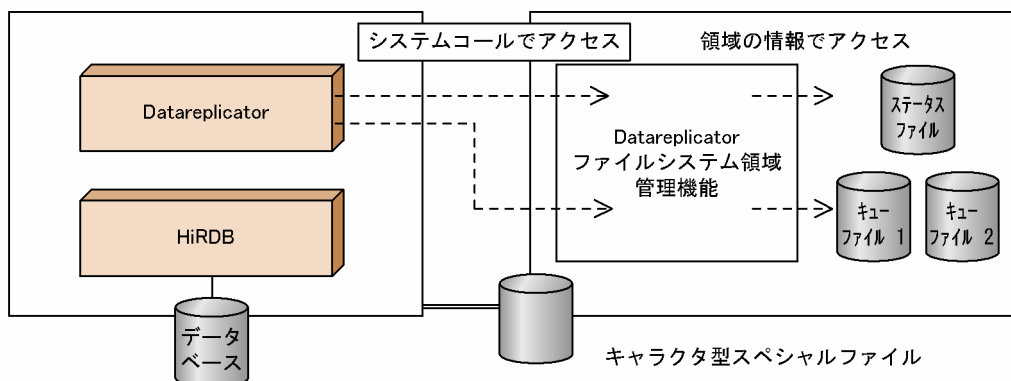 システムコールでアクセス
領域の情報でアクセス
Datareplicator
Datareplicator
ファイルシステム領域
管理機能
ｽﾃｰﾀｽ
ﾌｧｲﾙ
ｷｭｰ
ﾌｧｲﾙ 1
ｷｭｰ
ﾌｧｲﾙ 2
HiRDB
データ
ベース
キャラクタ型スペシャルファイル